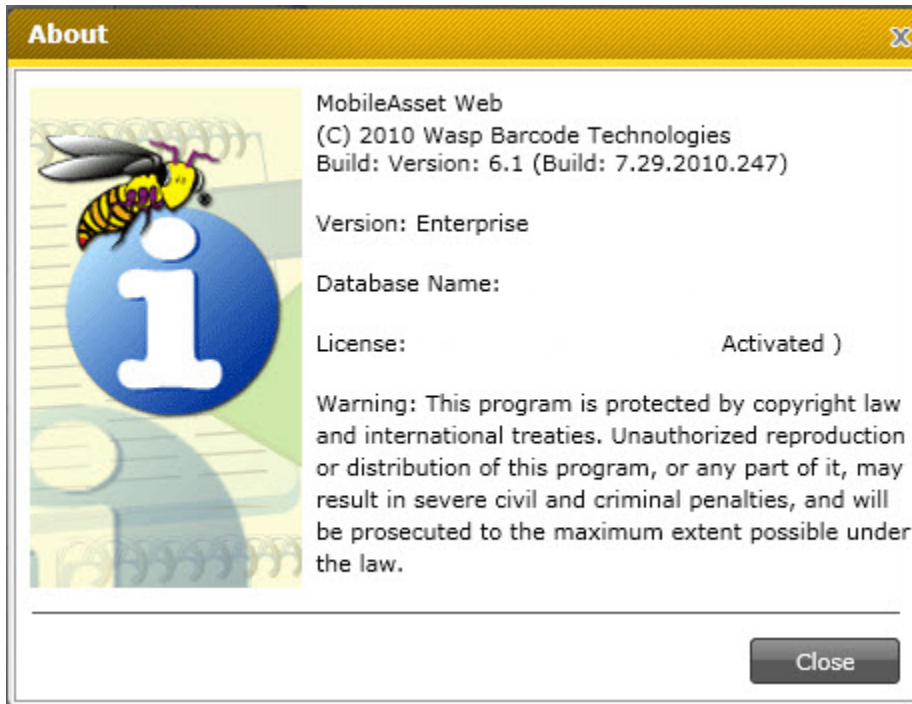 About
x
MobileAsset Web
(C) 2010 Wasp Barcode Technologies
Build: Version: 6.1 (Build: 7.29.2010.247)
Version: Enterprise
Database Name:
License: Activated )
Warning: This program is protected by copyright law
and international treaties. Unauthorized reproduction
or distribution of this program, or any part of it, may
result in severe civil and criminal penalties, and will
be prosecuted to the maximum extent possible under
the law.
®
i
Close